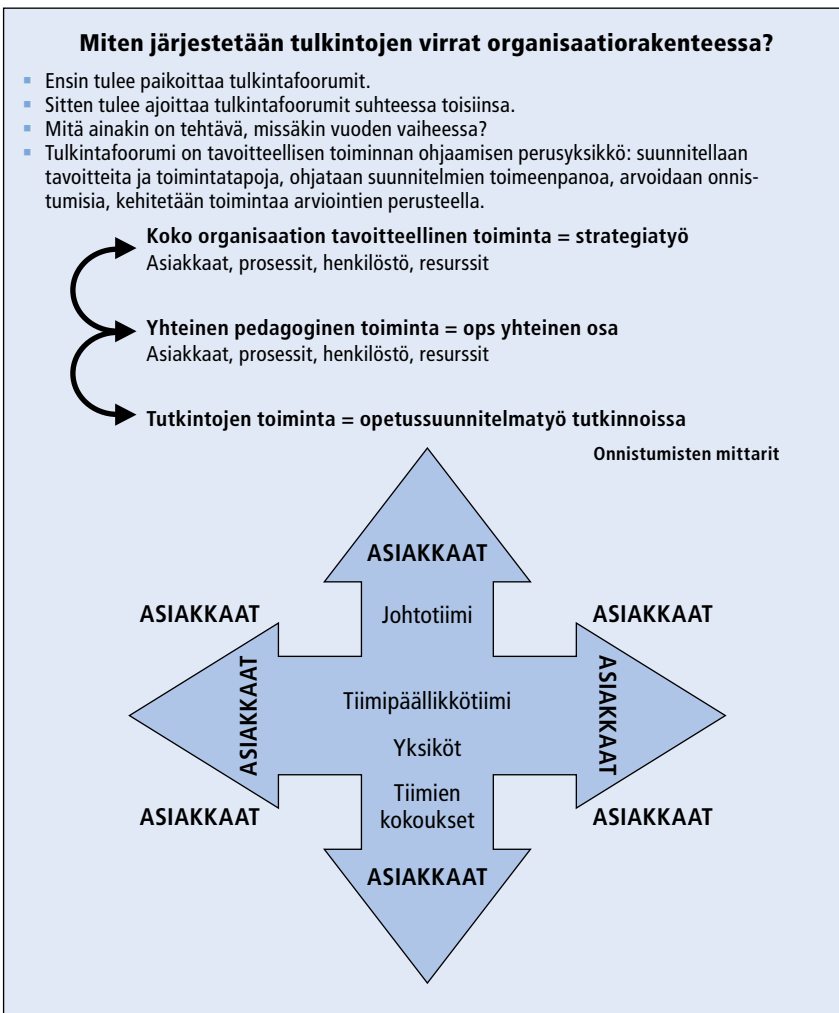 Miten järjestetään tulkintojen virrat organisaatiorakenteessa?
▪ Ensin tulee paikoittaa tulkintafoorumit.
▪ Sitten tulee ajoittaa tulkintafoorumit suhteessa toisiinsa.
▪ Mitä ainakin on tehtävä, missäkin vuoden vaiheessa?
▪ Tulkintafoorumi on tavoitteellisen toiminnan ohjaamisen perusyksikkö: suunnitellaan
tavoitteita ja toimintatapoja, ohjataan suunnitelmien toimeenpanoa, arvoidaan onnis-
tumisia, kehitetään toimintaa arviointien perusteella.
Koko organisaation tavoitteellinen toiminta = strategiatyö
Asiakkaat, prosessit, henkilöstö, resurssit
Yhteinen pedagoginen toiminta = ops yhteinen osa
Asiakkaat, prosessit, henkilöstö, resurssit
Tutkintojen toiminta = opetussuunnitelmatyö tutkinnoissa
Onnistumisten mittarit
ASIAKKAAT
ASIAKKAAT
Johtotiimi
ASIAKKAAT
ASIAKKAAT
ASIAKKAAT
Tiimipäällikkötiimi
Yksiköt
Tiimien
kokoukset
ASIAKKAAT
ASIAKKAAT
ASIAKKAAT